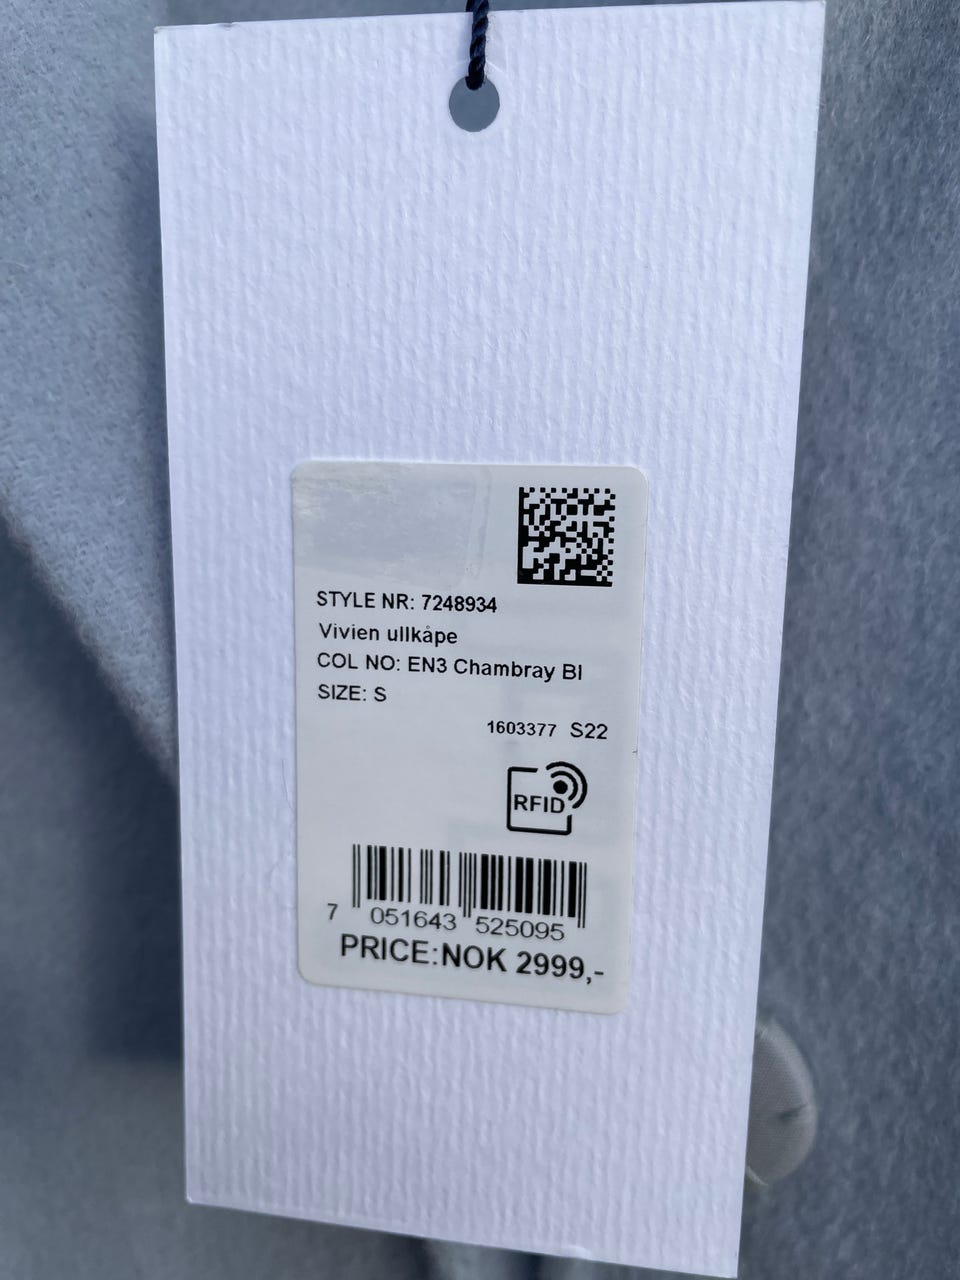 STYLE NR: 7248934
Vivien ullkåpe
COL NO: EN3 Chambray Bl
SIZE: S
1603377 S22
RFID
7 051643 525095
PRICE:NOK 2999,-